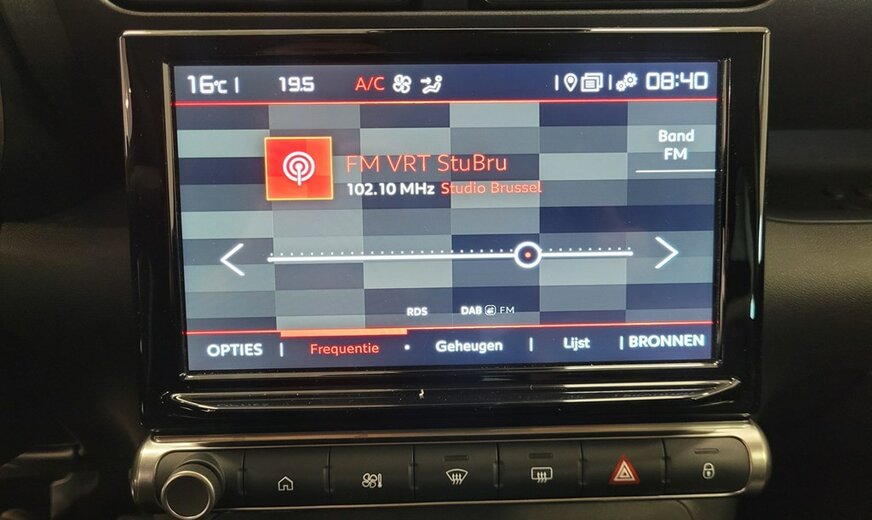 16°C 19.5 A/C 08:40
Band
FM
FM VRT StuBru
102.10 MHz Studio Brussel
RDS DAB FM
OPTIES Frequentie Geheugen Lijst BRONNEN